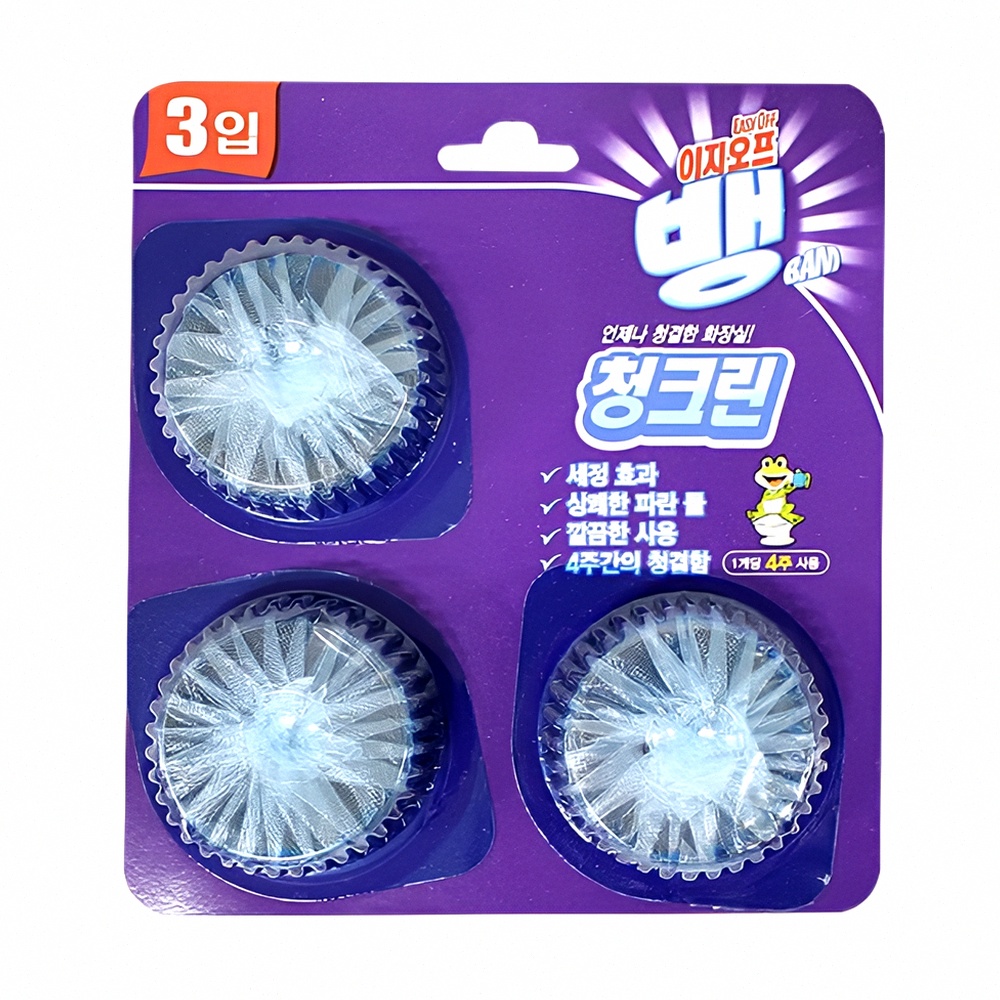 3입
EASY OFF
이지오프
뱅
BAM
언제나 청결한 화장실!
청크린
세정 효과
상쾌한 파란 물
깔끔한 사용
4주간의 청결함
1개당 4주 사용